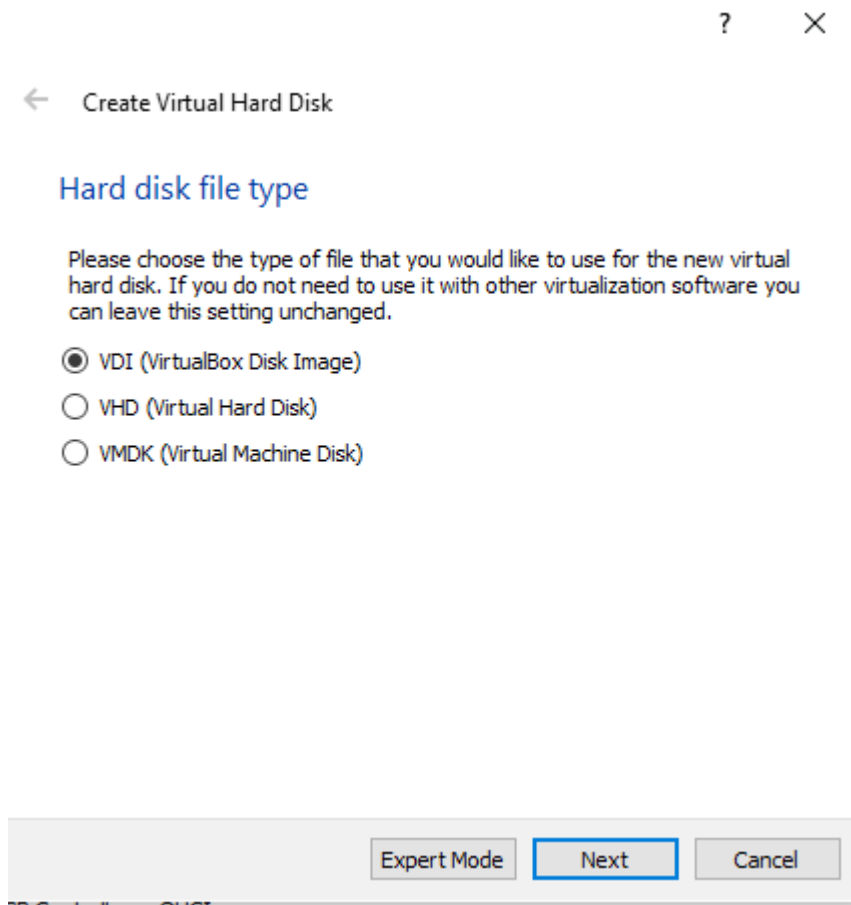 ?
Create Virtual Hard Disk
Hard disk file type
Please choose the type of file that you would like to use for the new virtual
hard disk. If you do not need to use it with other virtualization software you
can leave this setting unchanged.
VDI (VirtualBox Disk Image)
VHD (Virtual Hard Disk)
VMDK (Virtual Machine Disk)
Expert Mode Next Cancel